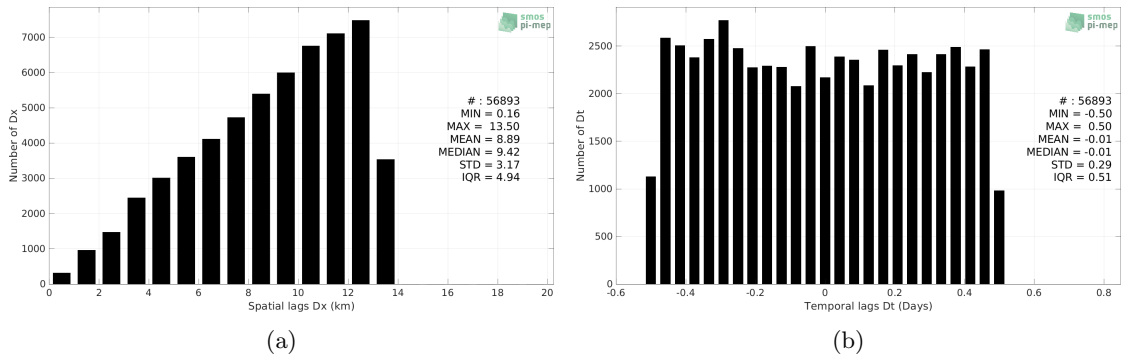 smos
pi-mep
7000
6000
5000
4000
3000
2000
1000
0
Number of Dx
# : 56893
MIN = 0.16
MAX = 13.50
MEAN = 8.89
MEDIAN = 9.42
STD = 3.17
IQR = 4.94
0 2 4 6 8 10 12 14 16 18 20
Spatial lags Dx (km)
(a)
smos
pi-mep
2500
2000
1500
1000
500
0
Number of Dt
# : 56893
MIN = -0.50
MAX = 0.50
MEAN = -0.01
MEDIAN = -0.01
STD = 0.29
IQR = 0.51
-0.6 -0.4 -0.2 0 0.2 0.4 0.6 0.8
Temporal lags Dt (Days)
(b)